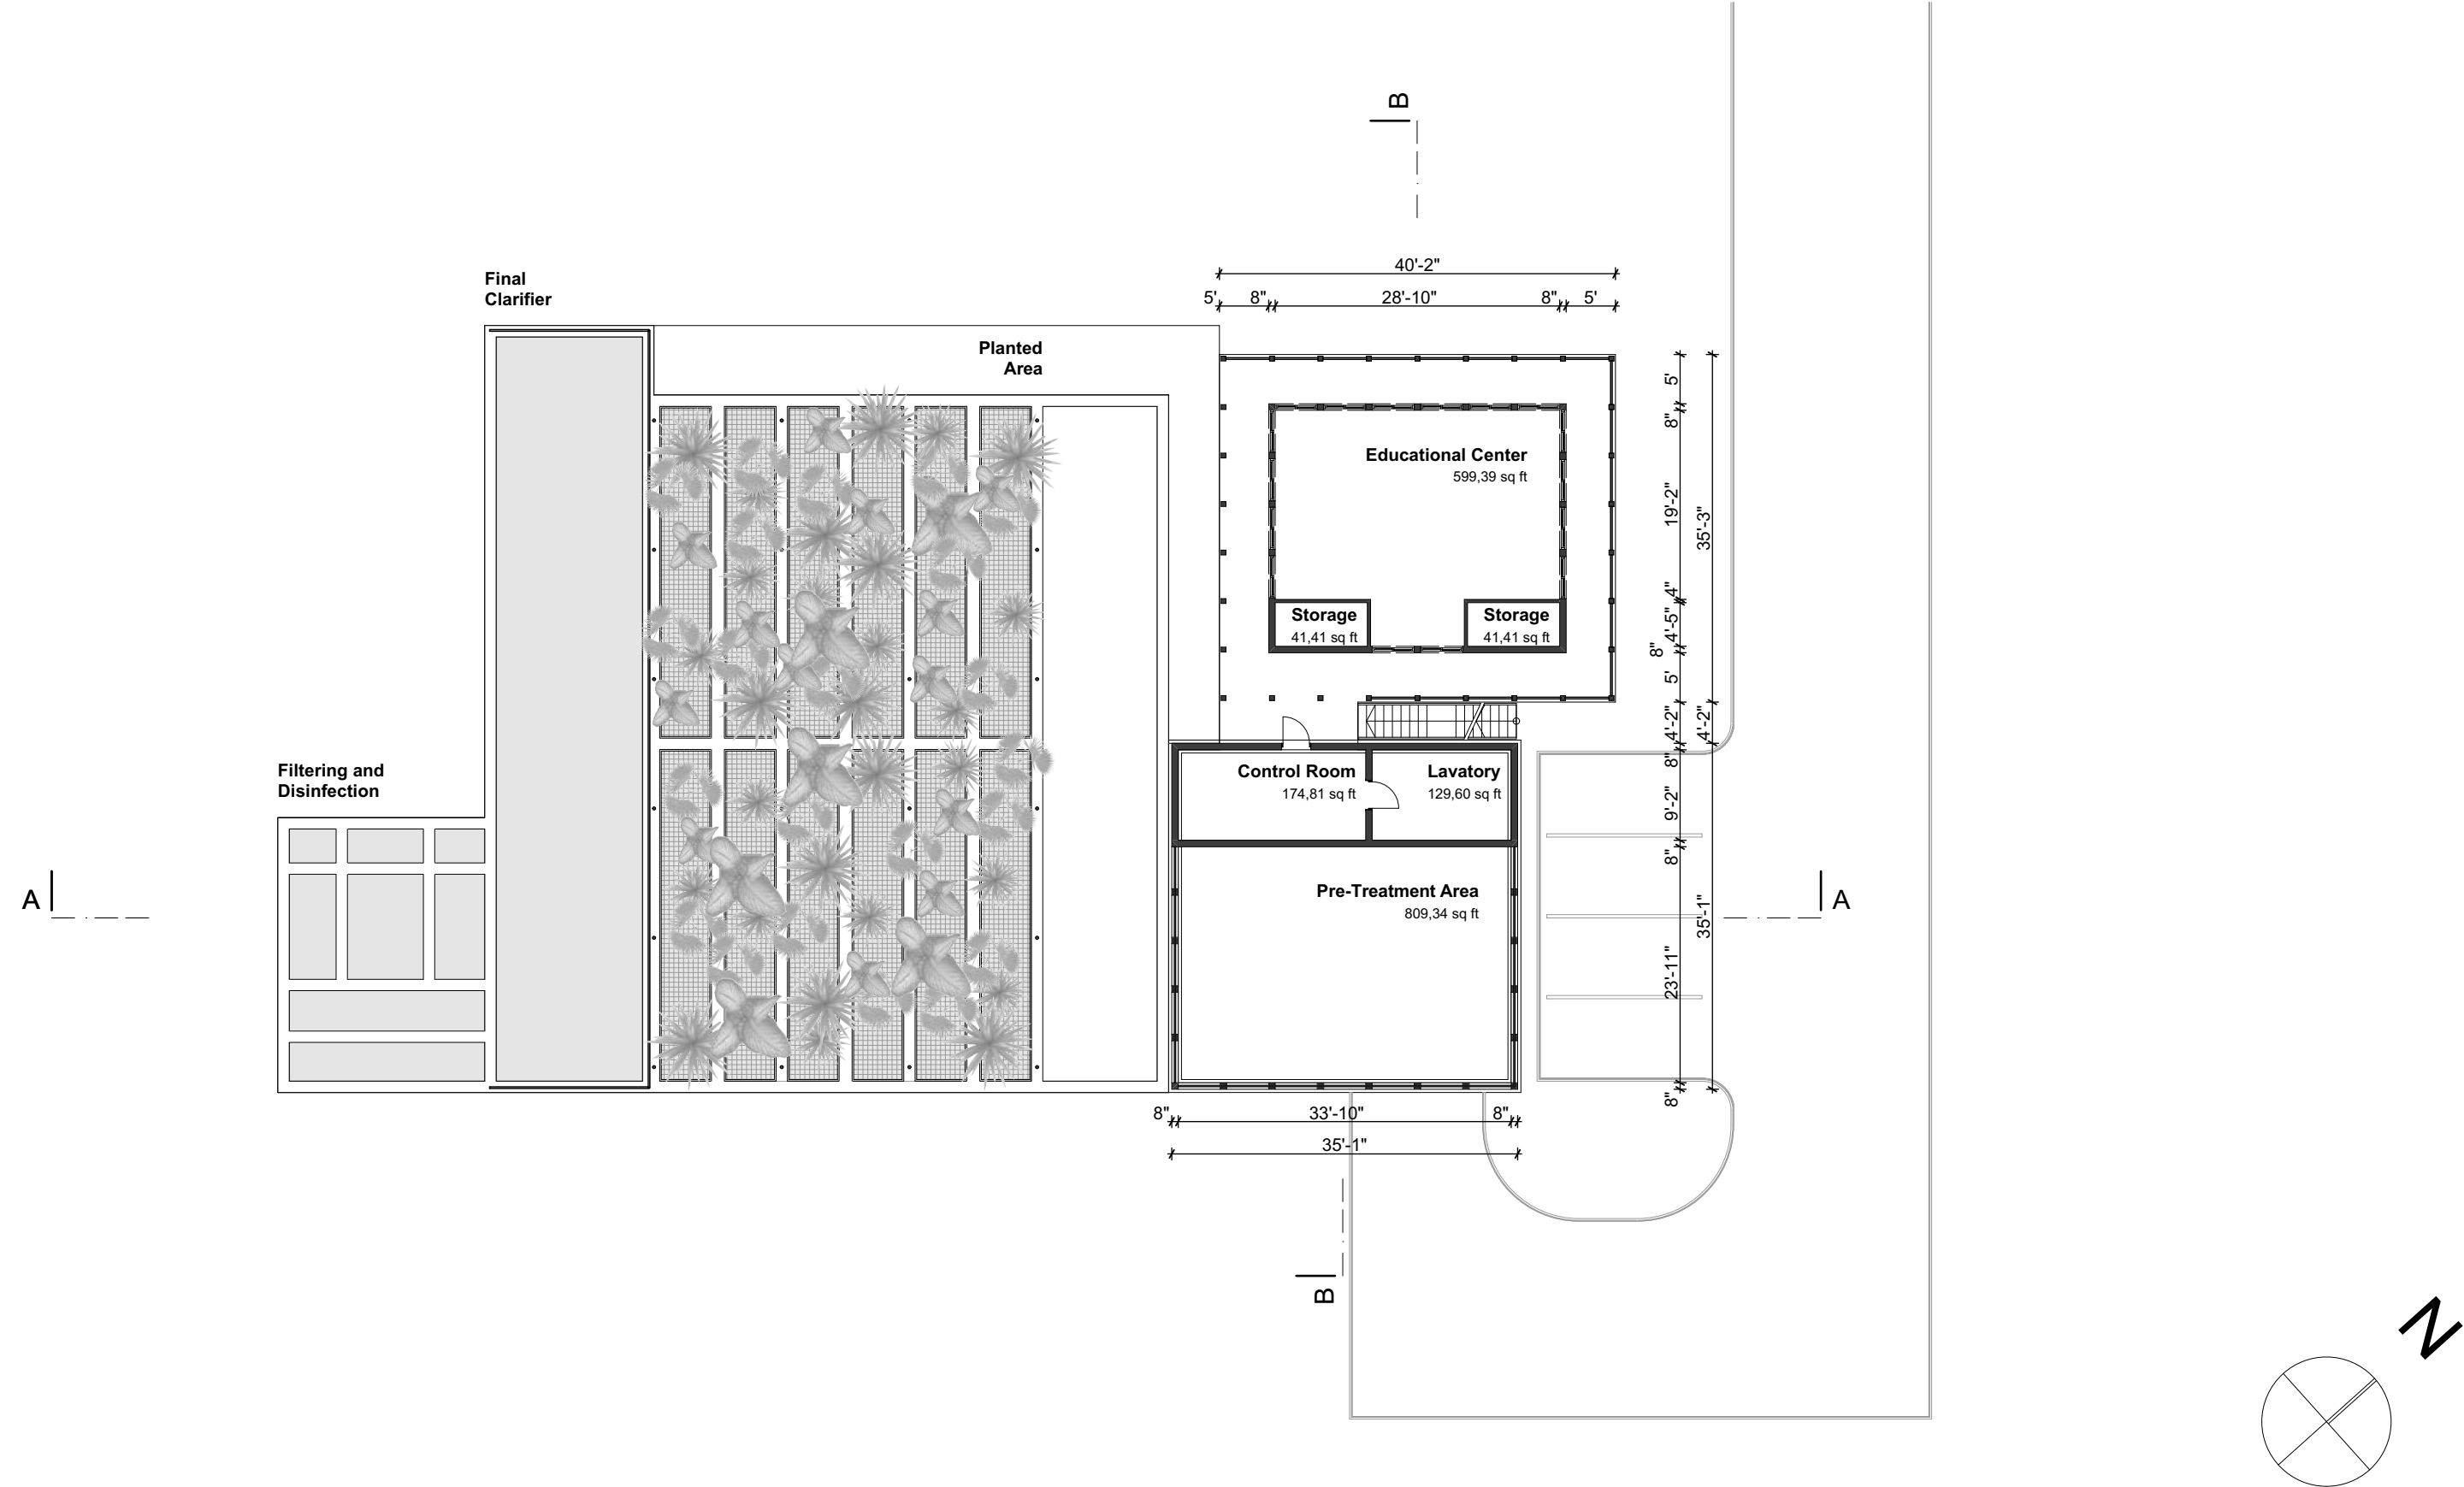 B
Final
Clarifier
40'-2"
5'
8"
28'-10"
8"
5'
Planted
Area
5'
8"
Educational Center
599,39 sq ft
19'-2"
35'-3"
4"
Storage
41,41 sq ft
Storage
41,41 sq ft
4'-5"
8"
5'
4'-2"
4'-2"
Filtering and
Disinfection
Control Room
174,81 sq ft
Lavatory
129,60 sq ft
8"
9'-2"
8"
A
Pre-Treatment Area
809,34 sq ft
35'-1"
A
23'-11"
8"
8"
33'-10"
8"
35'-1"
B
N